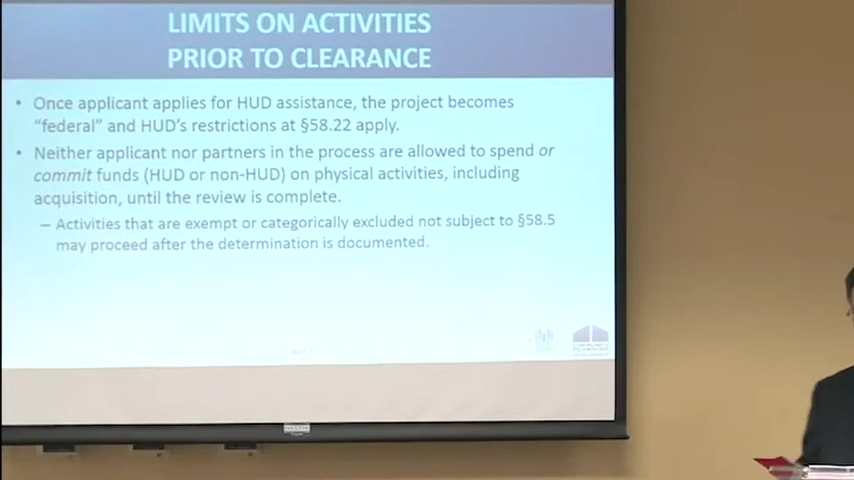 LIMITS ON ACTIVITIES
PRIOR TO CLEARANCE
• Once applicant applies for HUD assistance, the project becomes
"federal" and HUD's restrictions at §58.22 apply.
• Neither applicant nor partners in the process are allowed to spend or
commit funds (HUD or non-HUD) on physical activities, including
acquisition, until the review is complete.
– Activities that are exempt or categorically excluded not subject to §58.5
may proceed after the determination is documented.